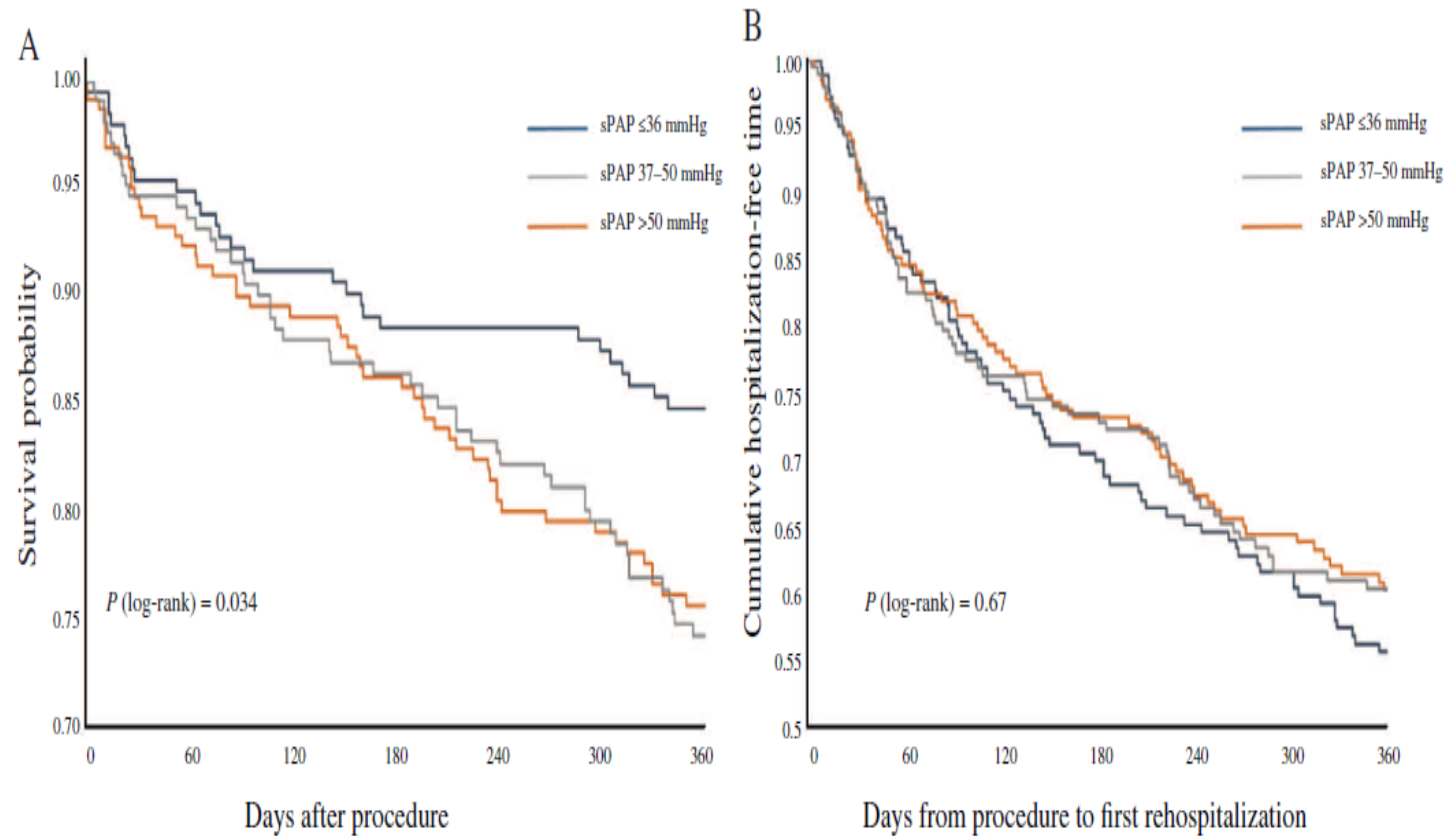 A
Survival probability
1.00
0.95
0.90
0.85
0.80
0.75
0.70
sPAP ≤36 mmHg
sPAP 37–50 mmHg
sPAP >50 mmHg
P (log-rank) = 0.034
0 60 120 180 240 300 360
Days after procedure
B
Cumulative hospitalization-free time
1.00
0.95
0.9
0.85
0.8
0.75
0.7
0.65
0.6
0.55
0.5
sPAP ≤36 mmHg
sPAP 37–50 mmHg
sPAP >50 mmHg
P (log-rank) = 0.67
0 60 120 180 240 300 360
Days from procedure to first rehospitalization